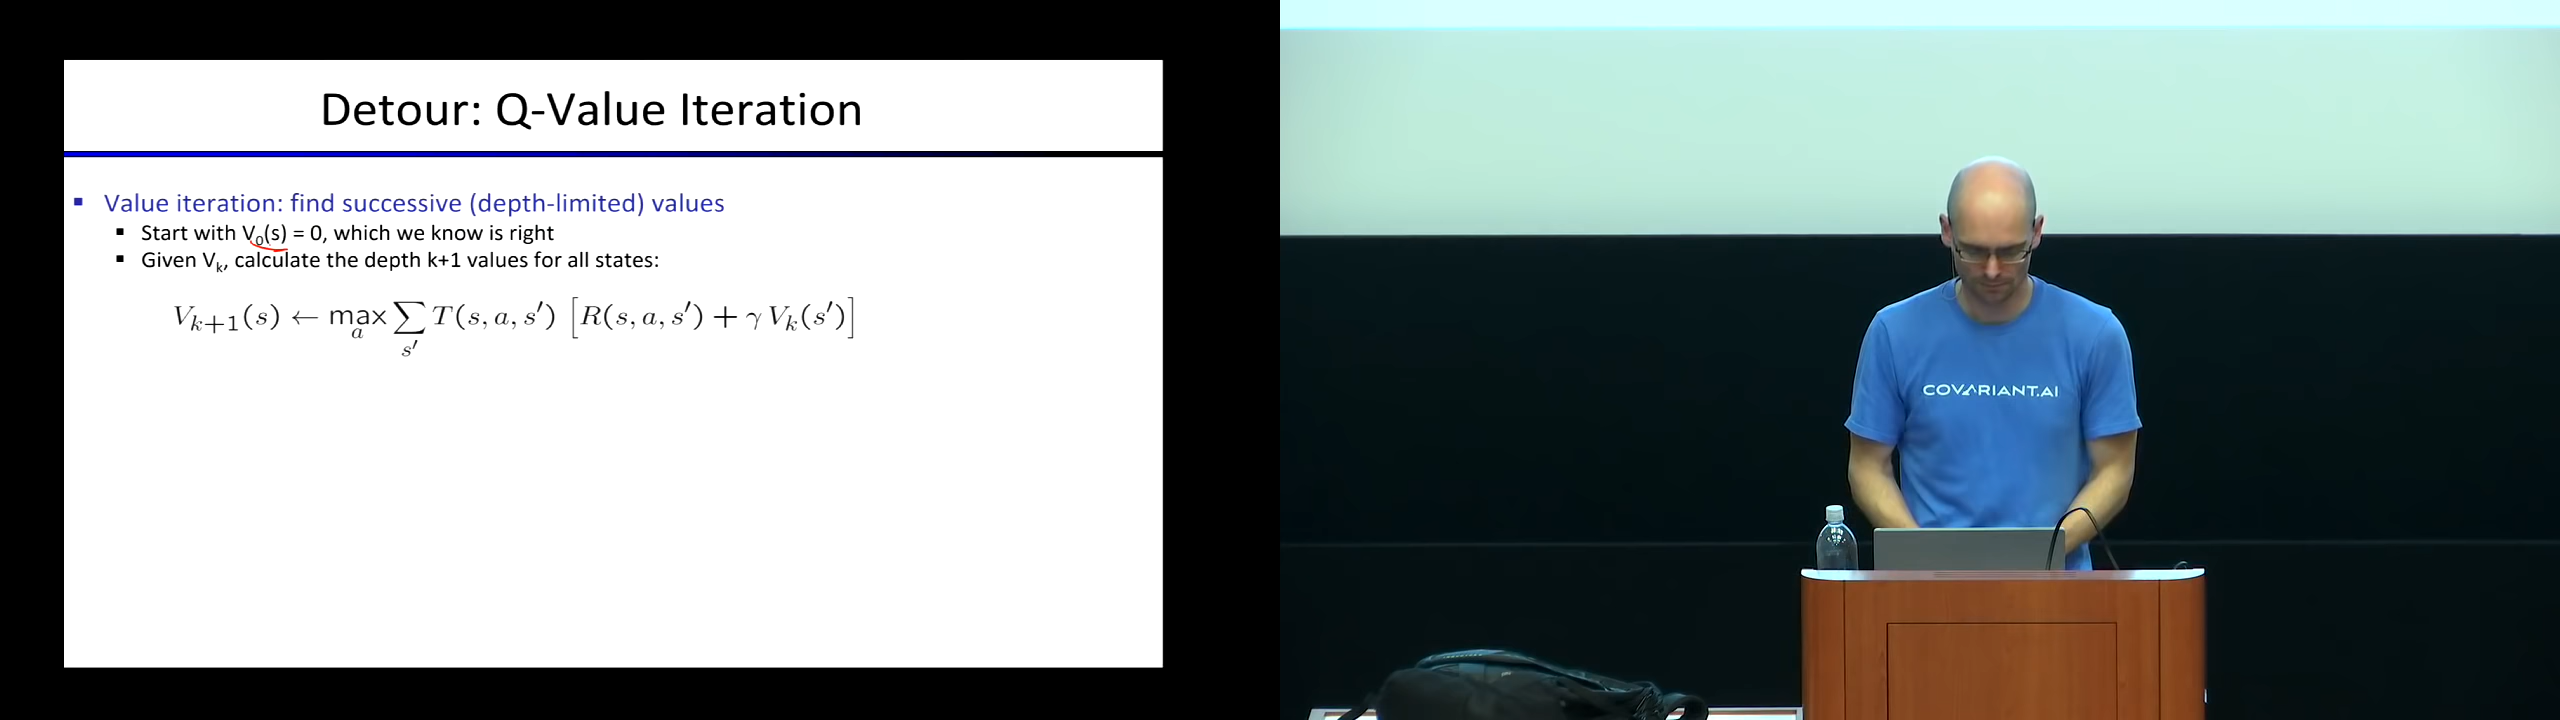 Detour: Q-Value Iteration
▪ Value iteration: find successive (depth-limited) values
▪ Start with V₀(s) = 0, which we know is right
▪ Given Vₖ, calculate the depth k+1 values for all states:
Vₖ₊₁(s) ← max_a ∑_{s′} T(s, a, s′) [R(s, a, s′) + γ Vₖ(s′)]
COVARIANT.AI